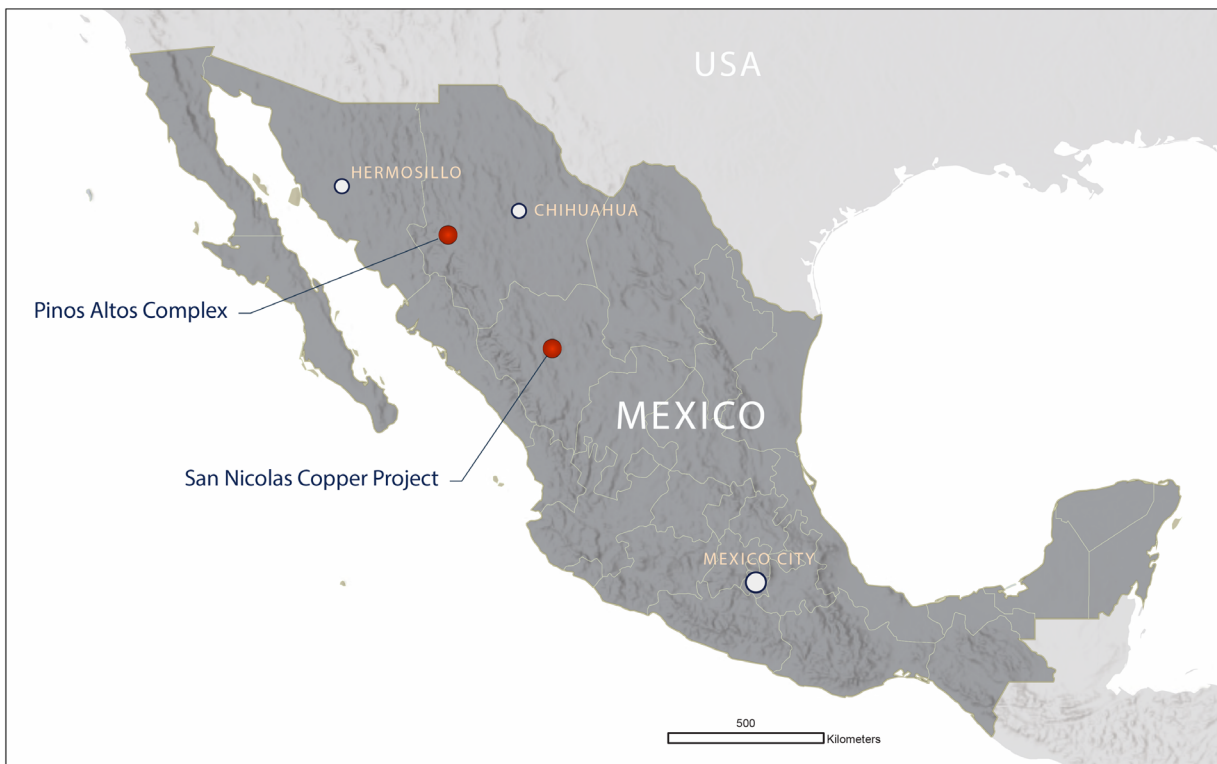 USA
HERMOSILLO
CHIHUAHUA
Pinos Altos Complex
MEXICO
San Nicolas Copper Project
MEXICO CITY
500
Kilometers